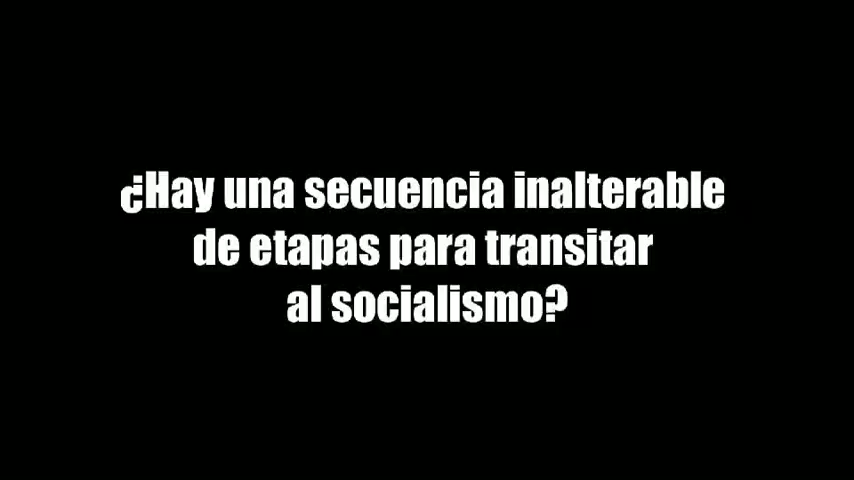 ¿Hay una secuencia inalterable
de etapas para transitar
al socialismo?